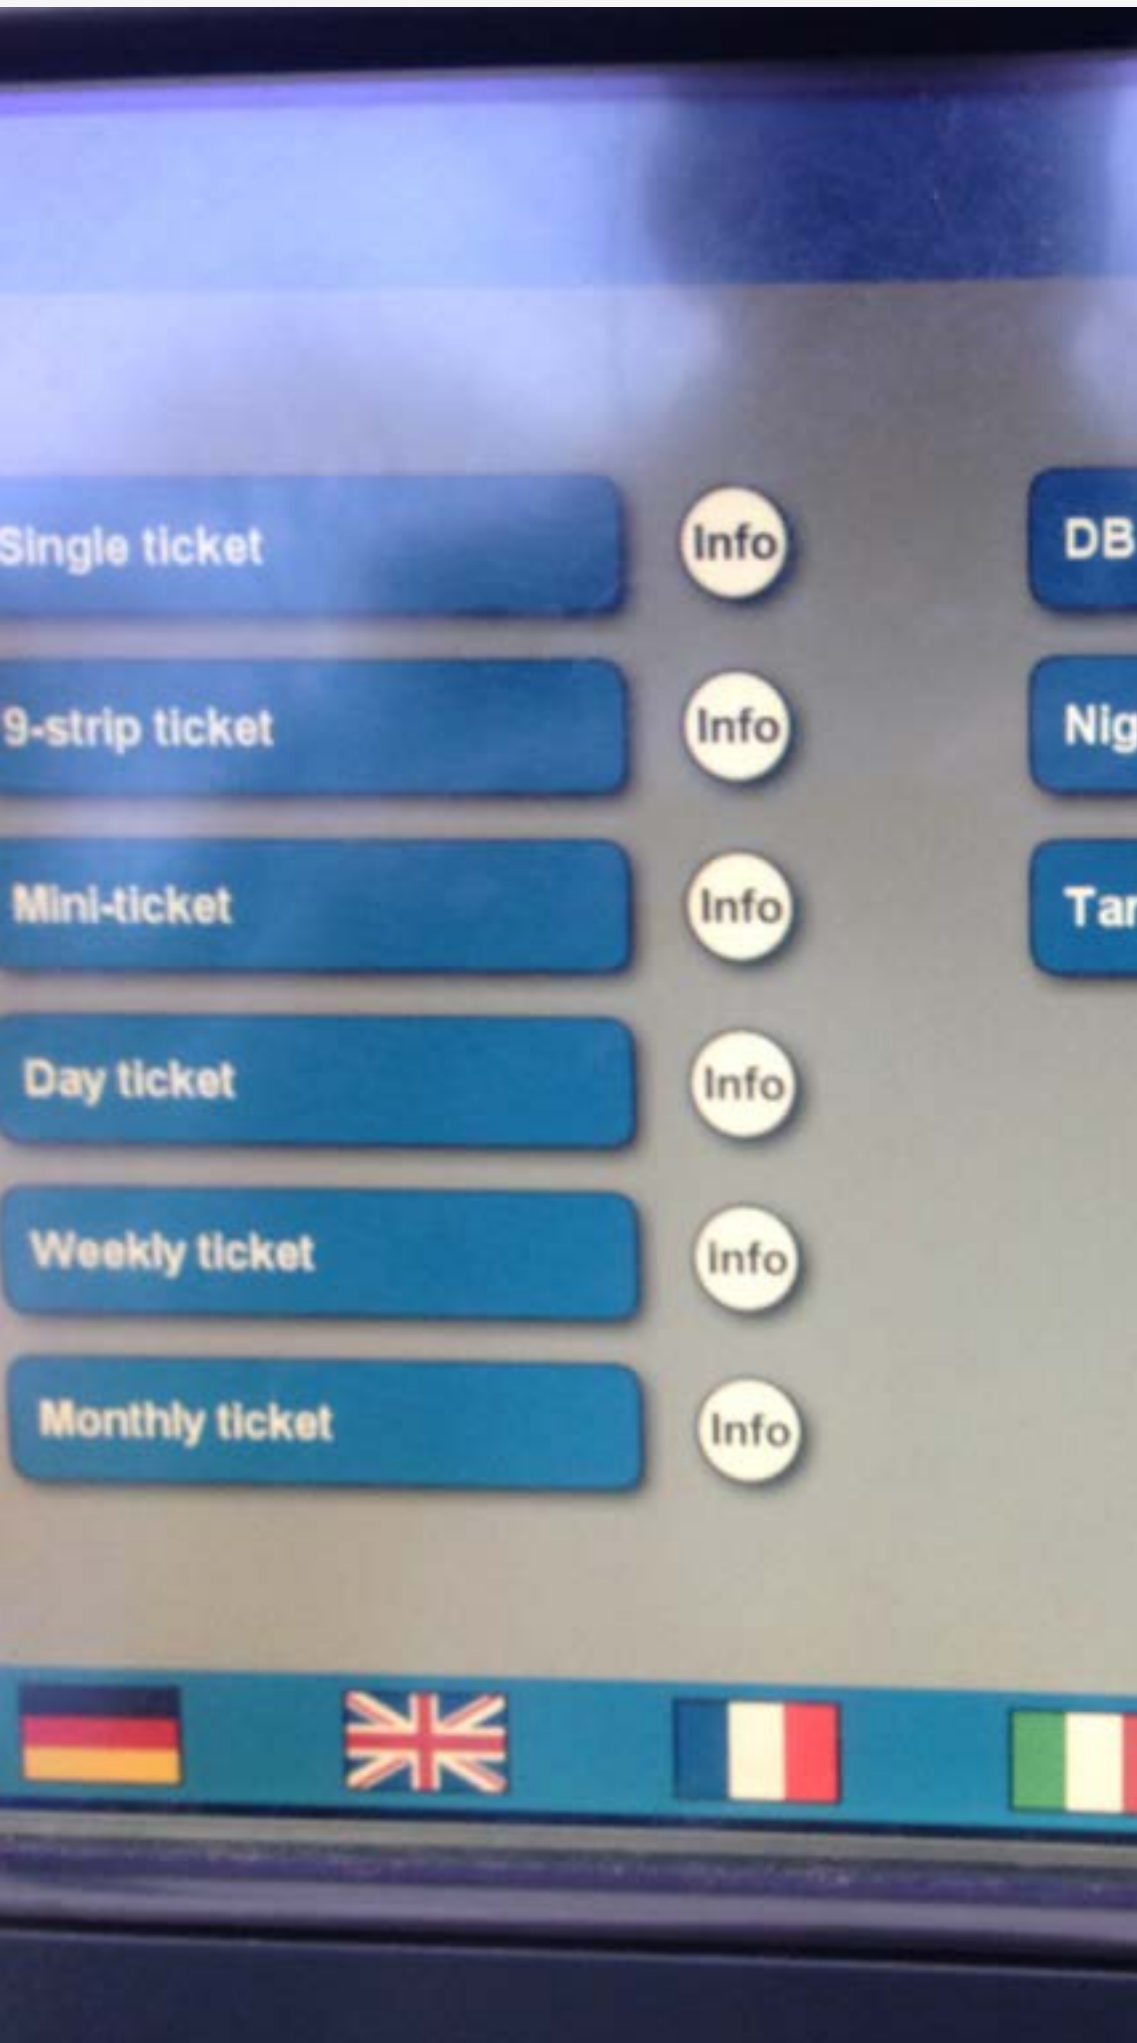 Single ticket
Info
DB
9-strip ticket
Info
Nig
Mini-ticket
Info
Tar
Day ticket
Info
Weekly ticket
Info
Monthly ticket
Info